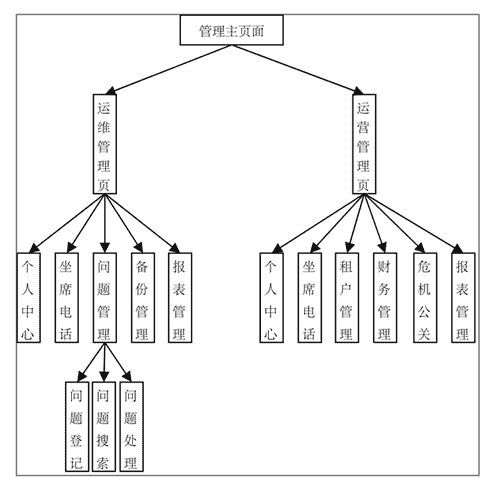 管理主页面
运维管理页
运营管理页
个人中心
坐席电话
问题管理
备份管理
报表管理
个人中心
坐席电话
租户管理
财务管理
危机公关
报表管理
问题登记
问题搜索
问题处理